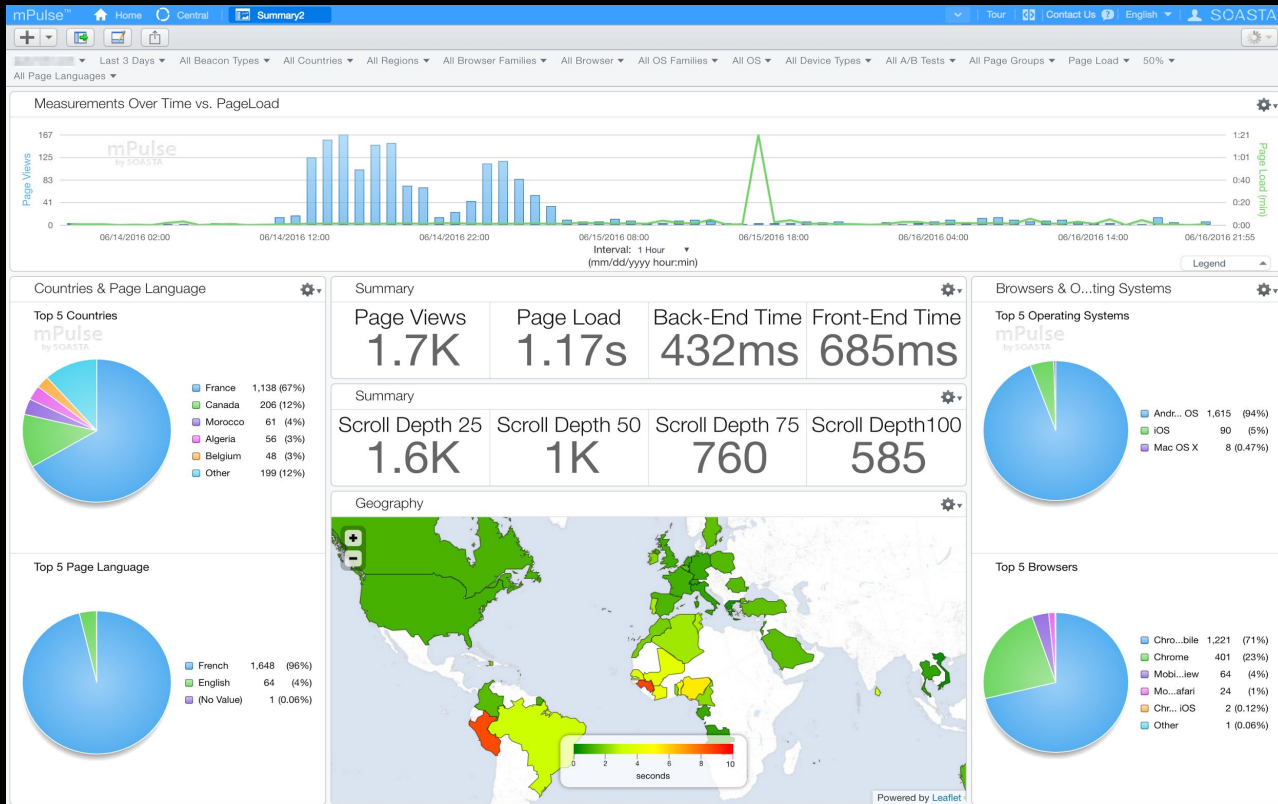 mPulse™ Home Central Summary2 Tour Contact Us English SOASTA
Last 3 Days All Beacon Types All Countries All Regions All Browser Families All Browser All OS Families All OS All Device Types All A/B Tests All Page Groups Page Load 50%
All Page Languages
Measurements Over Time vs. PageLoad
mPulse
by SOASTA
Page Views
167
125
83
41
0
1:21
1:01
0:40
0:20
0:00
Page Load (min)
06/14/2016 02:00 06/14/2016 12:00 06/14/2016 22:00 06/15/2016 08:00 06/15/2016 18:00 06/16/2016 04:00 06/16/2016 14:00 06/16/2016 21:55
Interval: 1 Hour
(mm/dd/yyyy hour:min)
Legend
Countries & Page Language
Top 5 Countries
mPulse
by SOASTA
France 1,138 (67%)
Canada 206 (12%)
Morocco 61 (4%)
Algeria 56 (3%)
Belgium 48 (3%)
Other 199 (12%)
Top 5 Page Language
French 1,648 (96%)
English 64 (4%)
(No Value) 1 (0.06%)
Summary
Page Views Page Load Back-End Time Front-End Time
1.7K 1.17s 432ms 685ms
Summary
Scroll Depth 25 Scroll Depth 50 Scroll Depth 75 Scroll Depth100
1.6K 1K 760 585
Geography
+
-
0 2 4 6 8 10
seconds
Powered by Leaflet
Browsers & O...ting Systems
Top 5 Operating Systems
mPulse
by SOASTA
Andr... OS 1,615 (94%)
iOS 90 (5%)
Mac OS X 8 (0.47%)
Top 5 Browsers
Chro...bile 1,221 (71%)
Chrome 401 (23%)
Mobi...iew 64 (4%)
Mo...afari 24 (1%)
Chr... iOS 2 (0.12%)
Other 1 (0.06%)